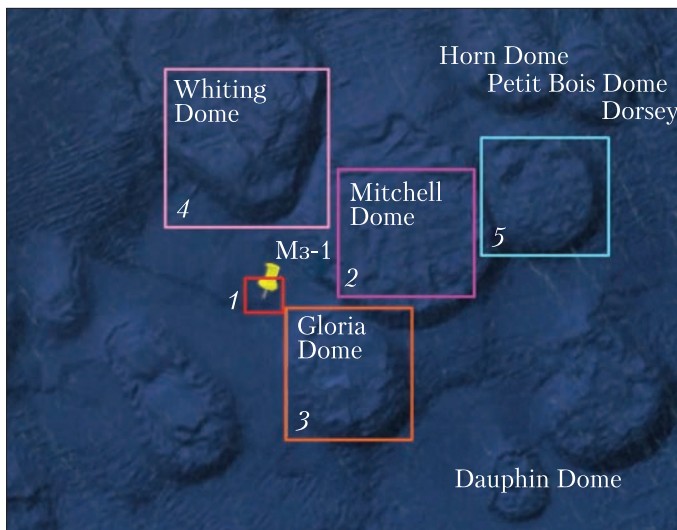 Horn Dome
Petit Bois Dome
Dorsey
Whiting
Dome
4
Mitchell
Dome
2
5
M3-1
1
Gloria
Dome
3
Dauphin Dome